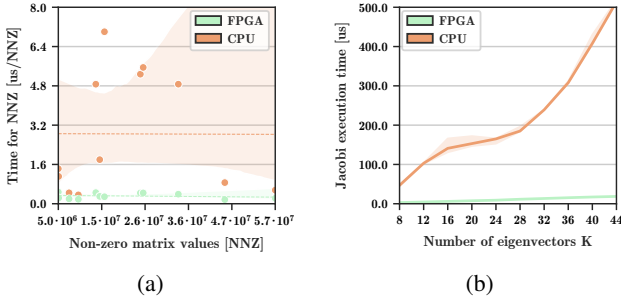 8.0
6.4
4.8
3.2
1.6
0.0
Time for NNZ [us/NNZ]
FPGA
CPU
5.0·10⁶ 1.5·10⁷ 2.6·10⁷ 3.6·10⁷ 4.7·10⁷ 5.7·10⁷
Non-zero matrix values [NNZ]
(a)
500.0
400.0
300.0
200.0
100.0
0.0
Jacobi execution time [us]
FPGA
CPU
8 12 16 20 24 28 32 36 40 44
Number of eigenvectors K
(b)